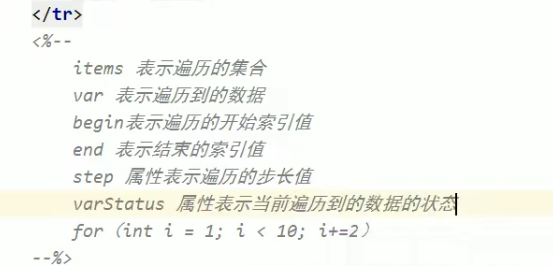 </tr>
<%--
items 表示遍历的集合
var 表示遍历到的数据
begin表示遍历的开始索引值
end 表示结束的索引值
step 属性表示遍历的步长值
varStatus 属性表示当前遍历到的数据的状态
for（int i = 1; i < 10; i+=2）
--%>